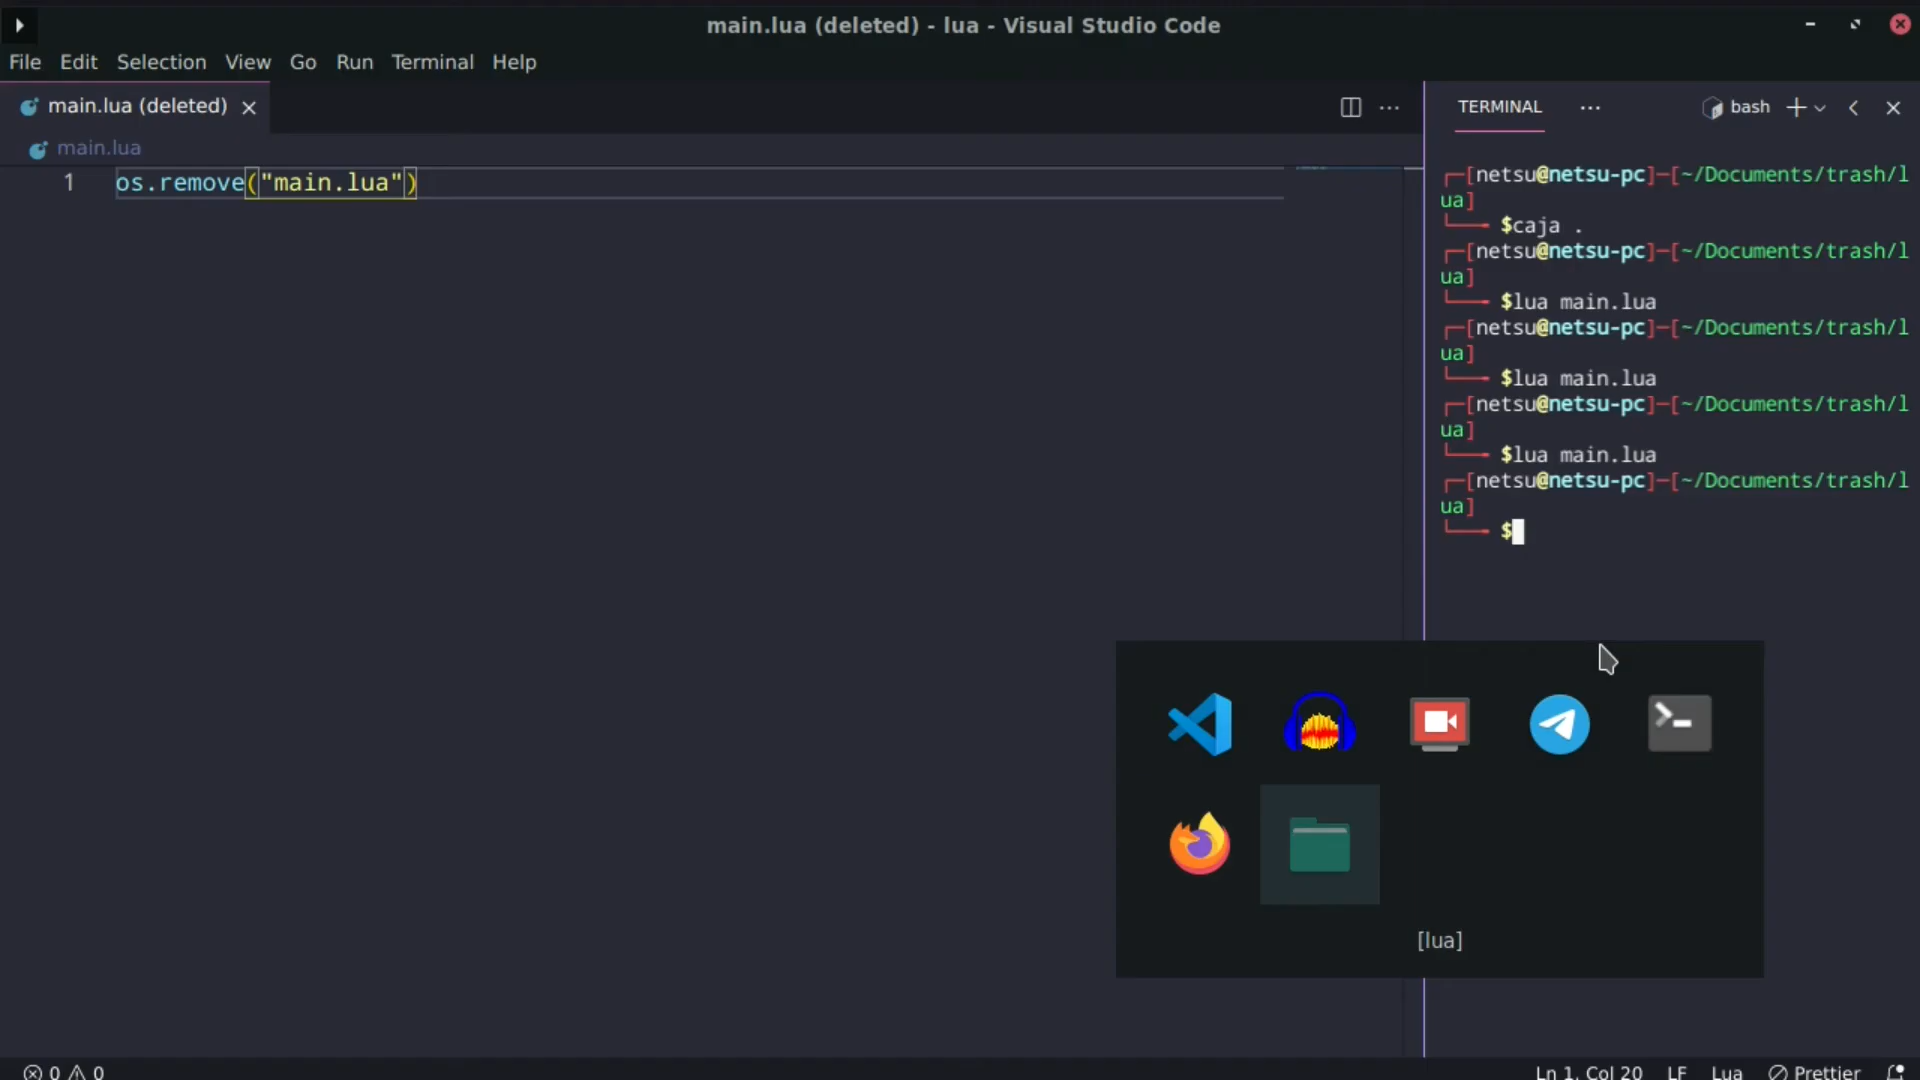 main.lua (deleted) - lua - Visual Studio Code
File Edit Selection View Go Run Terminal Help
main.lua (deleted)
main.lua
1 os.remove("main.lua")
TERMINAL bash
[netsu@netsu-pc]─[~/Documents/trash/l
ua]
$caja .
[netsu@netsu-pc]─[~/Documents/trash/l
ua]
$lua main.lua
[netsu@netsu-pc]─[~/Documents/trash/l
ua]
$lua main.lua
[netsu@netsu-pc]─[~/Documents/trash/l
ua]
$lua main.lua
[netsu@netsu-pc]─[~/Documents/trash/l
ua]
$
[lua]
0 0 Ln 1, Col 20 LF Lua Prettier